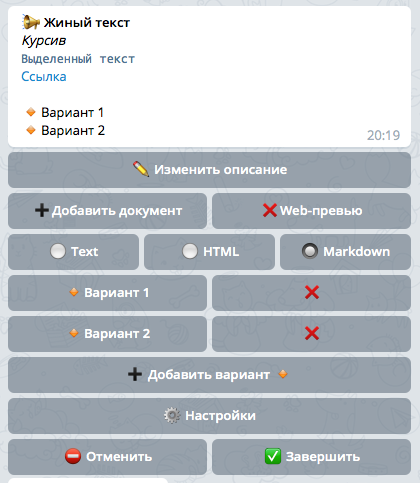 Жиный текст
Курсив
Выделенный текст
Ссылка
Вариант 1
Вариант 2
20:19
Изменить описание
Добавить документ
Web-превью
Text
HTML
Markdown
Вариант 1
Вариант 2
Добавить вариант
Настройки
Отменить
Завершить